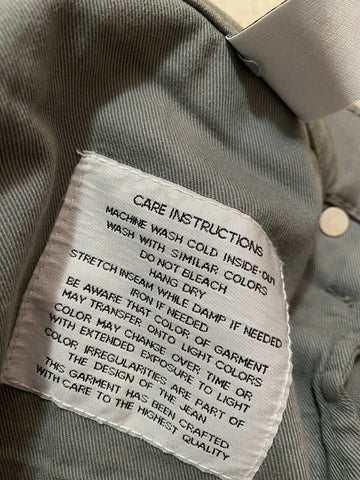 CARE INSTRUCTIONS
MACHINE WASH COLD INSIDE-OUT
WASH WITH SIMILAR COLORS
DO NOT BLEACH
HANG DRY
STRETCH INSEAM WHILE DAMP IF NEEDED
IRON IF NEEDED
BE AWARE THAT COLOR OF GARMENT
MAY TRANSFER ONTO LIGHT COLORS
COLOR MAY CHANGE OVER TIME OR
WITH EXTENDED EXPOSURE TO LIGHT
COLOR IRREGULARITIES ARE PART OF
THE DESIGN OF THE JEAN
THIS GARMENT HAS BEEN CRAFTED
WITH CARE TO THE HIGHEST QUALITY